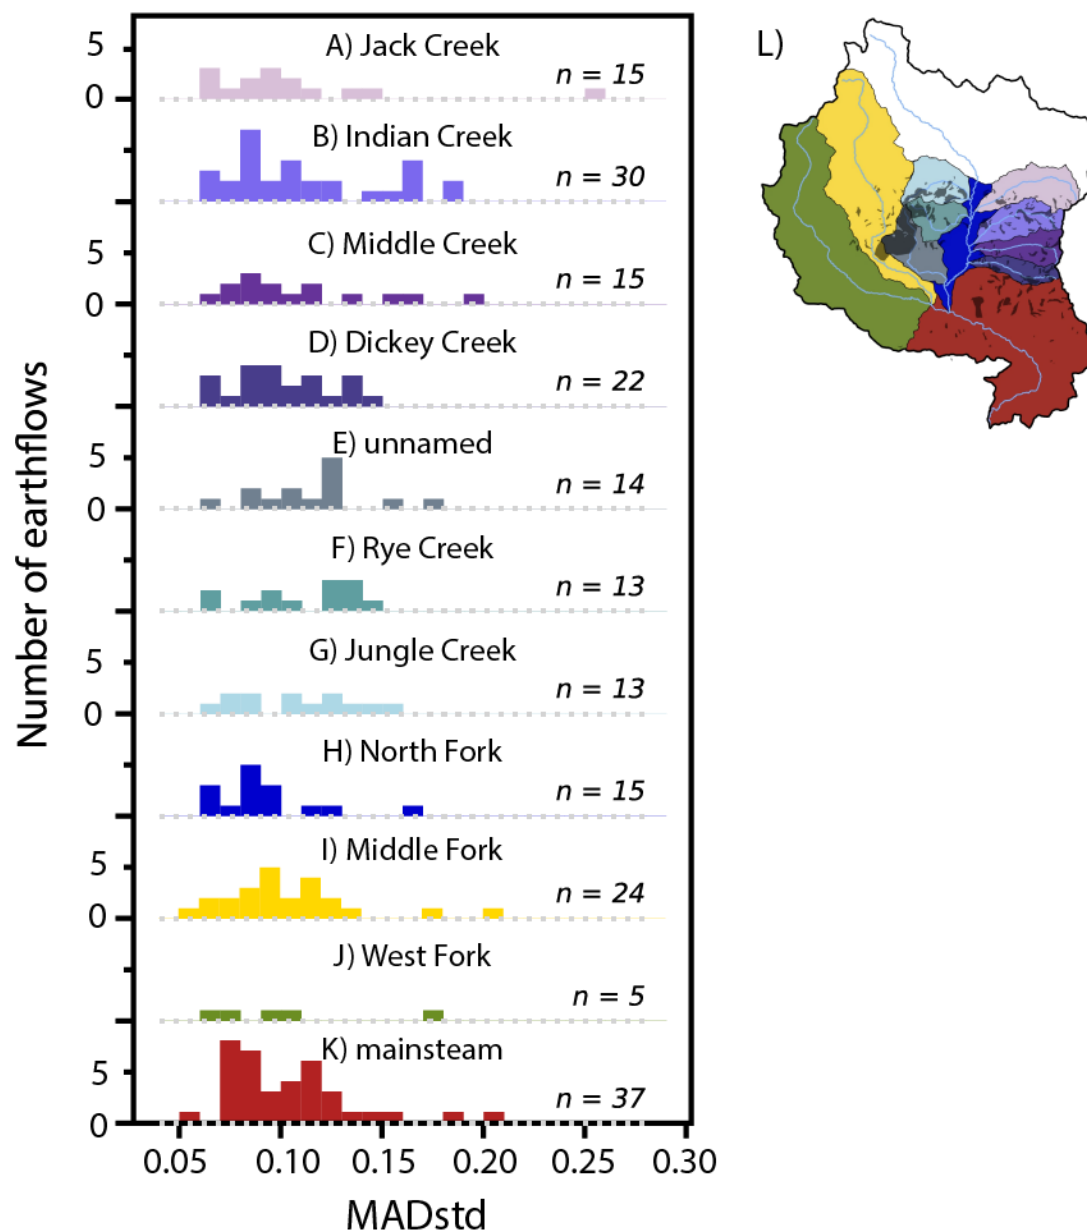 L)
5
A) Jack Creek
n = 15
0
B) Indian Creek
n = 30
C) Middle Creek
5
n = 15
0
D) Dickey Creek
n = 22
E) unnamed
5
n = 14
0
F) Rye Creek
n = 13
G) Jungle Creek
5
n = 13
0
H) North Fork
n = 15
I) Middle Fork
5
n = 24
0
J) West Fork
n = 5
K) mainsteam
5
n = 37
0
Number of earthflows
0.05 0.10 0.15 0.20 0.25 0.30
MADstd